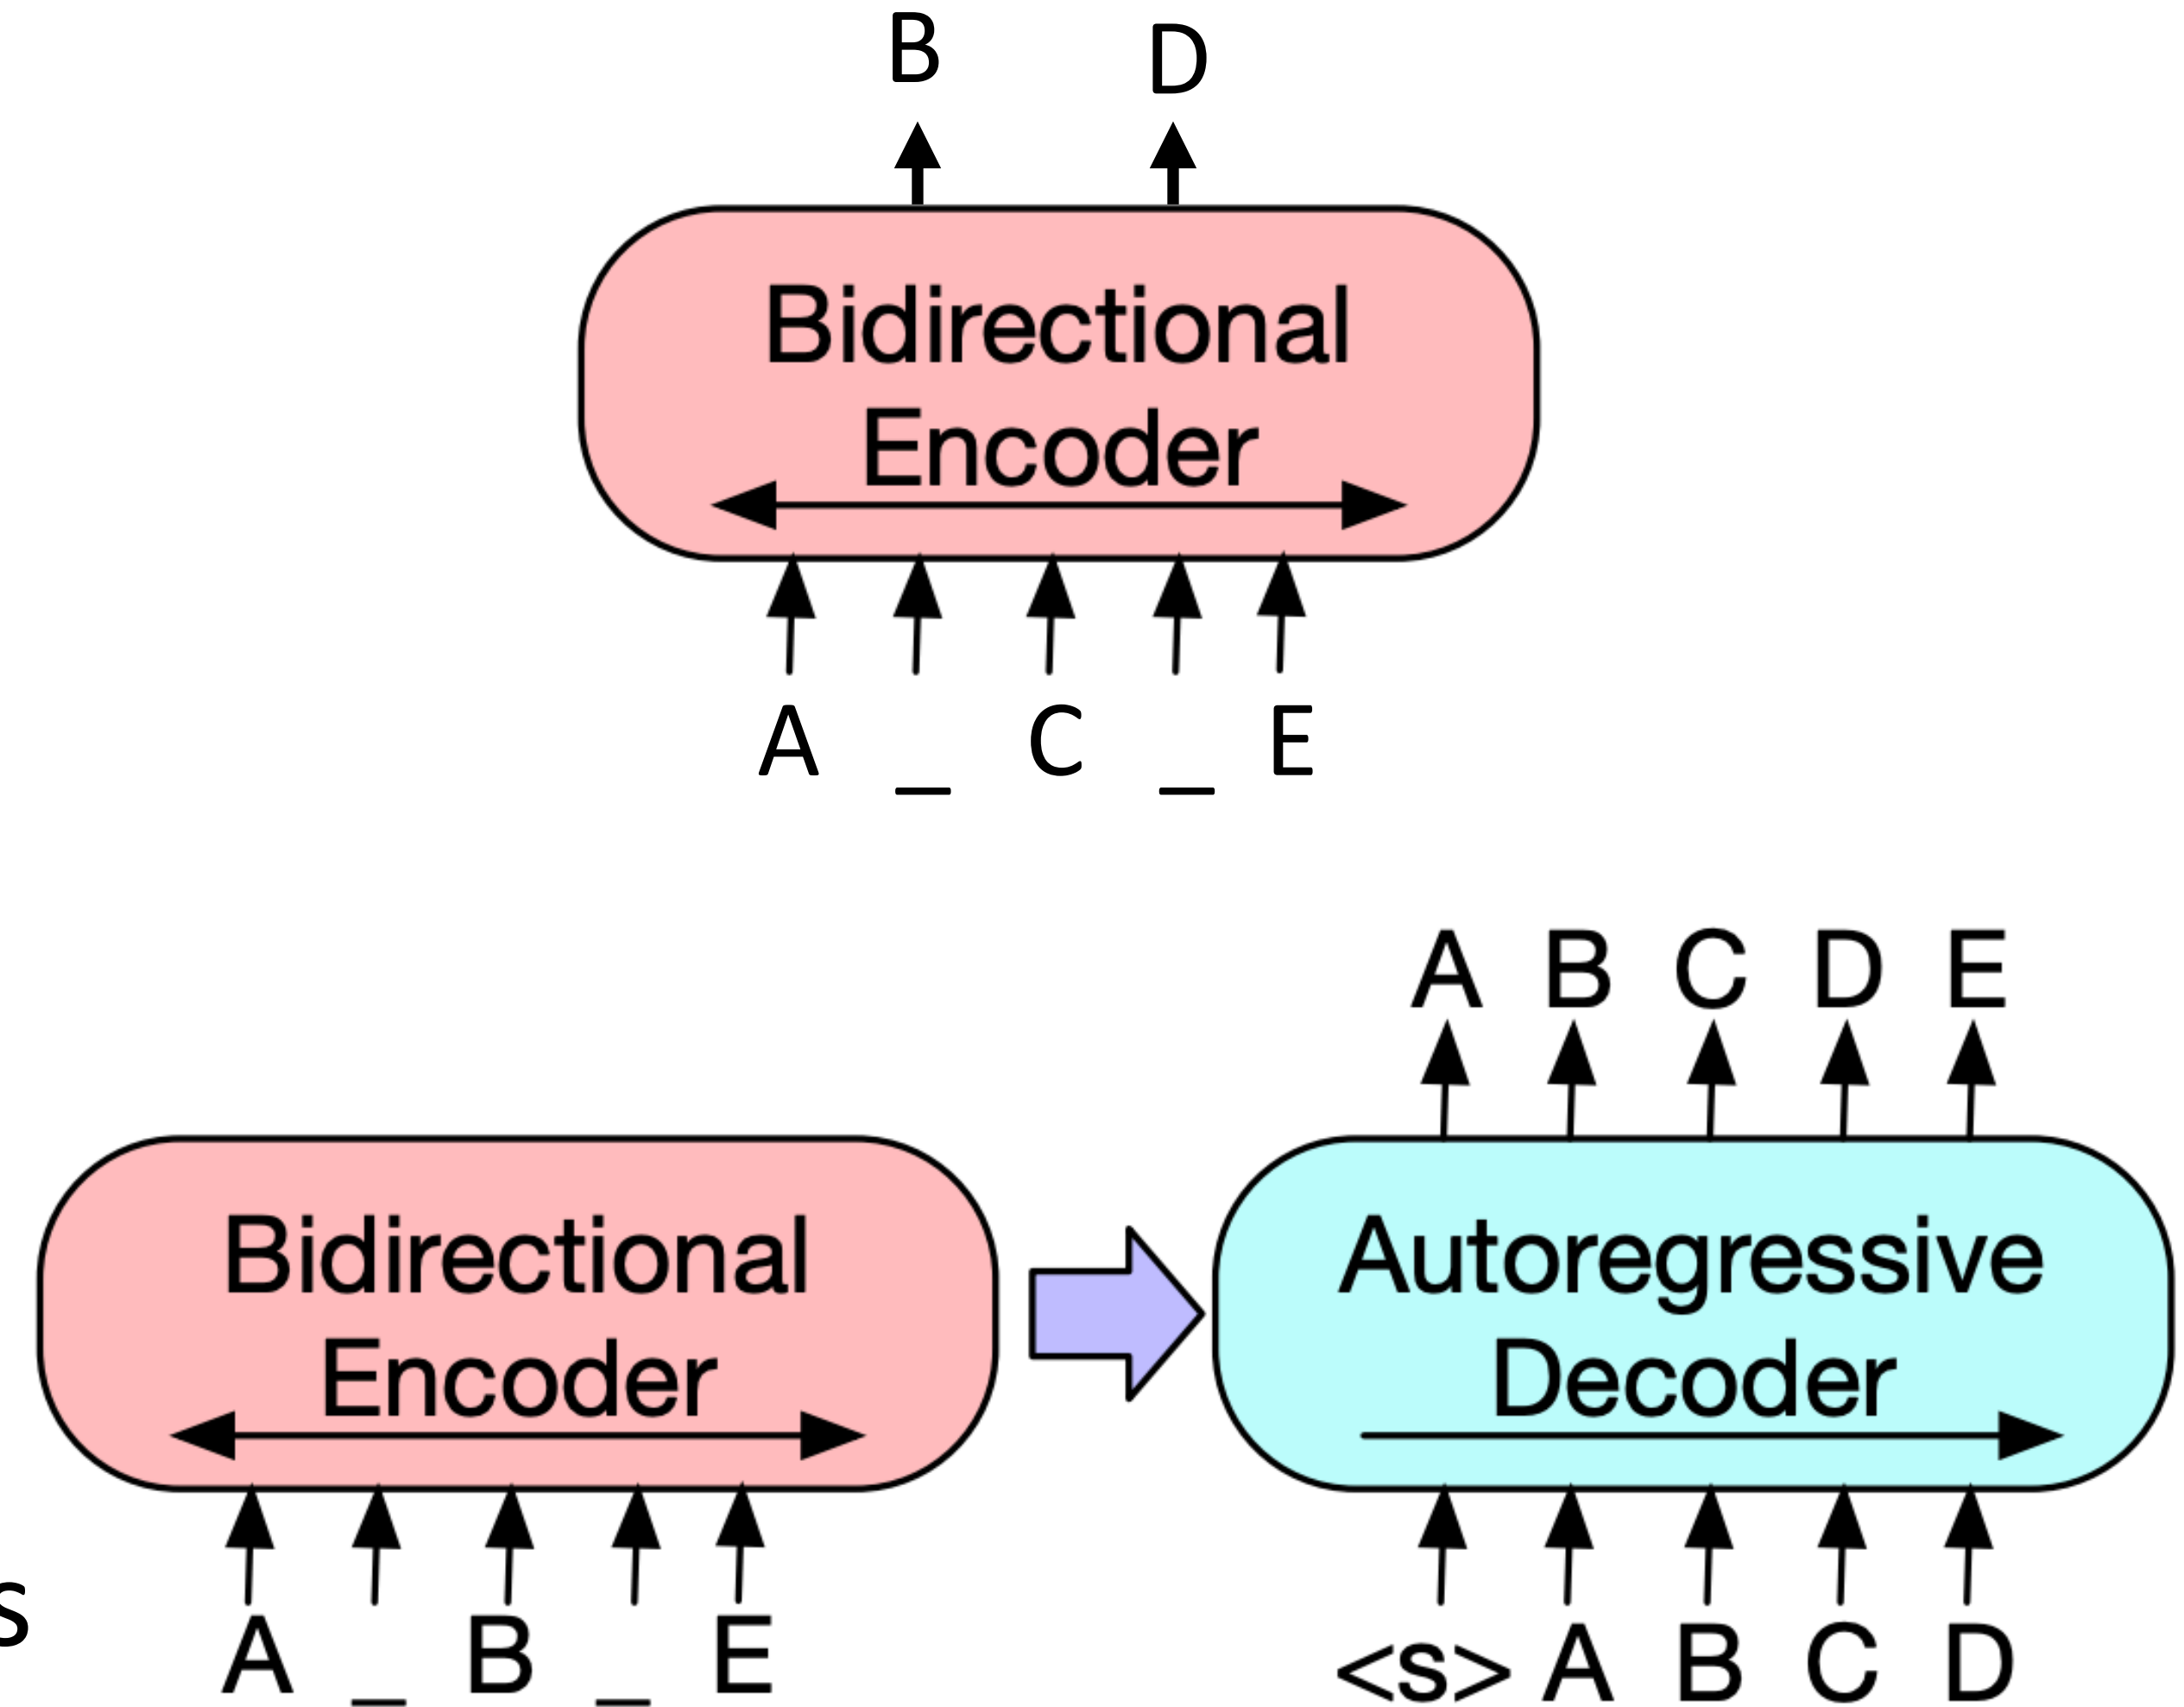 B D
Bidirectional
Encoder
A _ C _ E
A B C D E
Bidirectional
Encoder
Autoregressive
Decoder
s
A _ B _ E
<s> A B C D